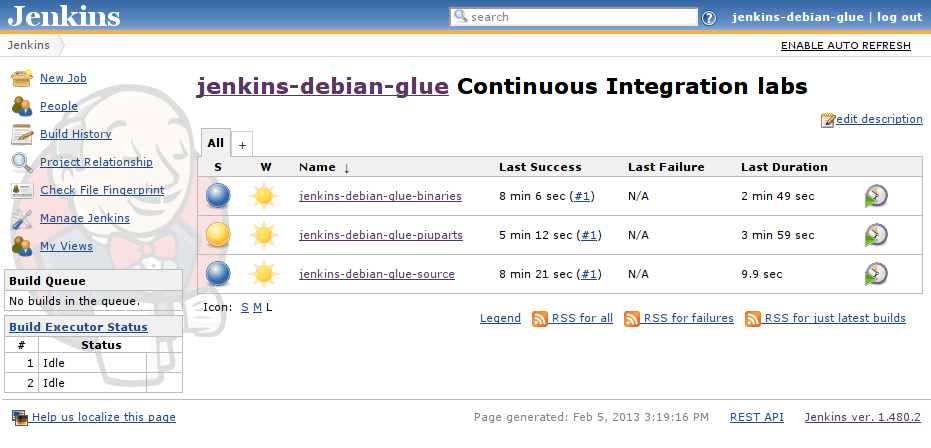 Jenkins
search
?
jenkins-debian-glue | log out
Jenkins
ENABLE AUTO REFRESH
New Job
People
Build History
Project Relationship
Check File Fingerprint
Manage Jenkins
My Views
Build Queue
No builds in the queue.
Build Executor Status
# Status
1 Idle
2 Idle
jenkins-debian-glue Continuous Integration labs
edit description
All +
S W Name ↓ Last Success Last Failure Last Duration
jenkins-debian-glue-binaries 8 min 6 sec (#1) N/A 2 min 49 sec
jenkins-debian-glue-piuparts 5 min 12 sec (#1) N/A 3 min 59 sec
jenkins-debian-glue-source 8 min 21 sec (#1) N/A 9.9 sec
Icon: S M L
Legend RSS for all RSS for failures RSS for just latest builds
Help us localize this page
Page generated: Feb 5, 2013 3:19:16 PM REST API Jenkins ver. 1.480.2